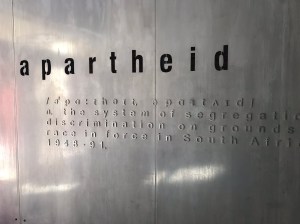 apartheid
n. the system of segregatio
discrimination on grounds
race in force in South Afri
1948-91.